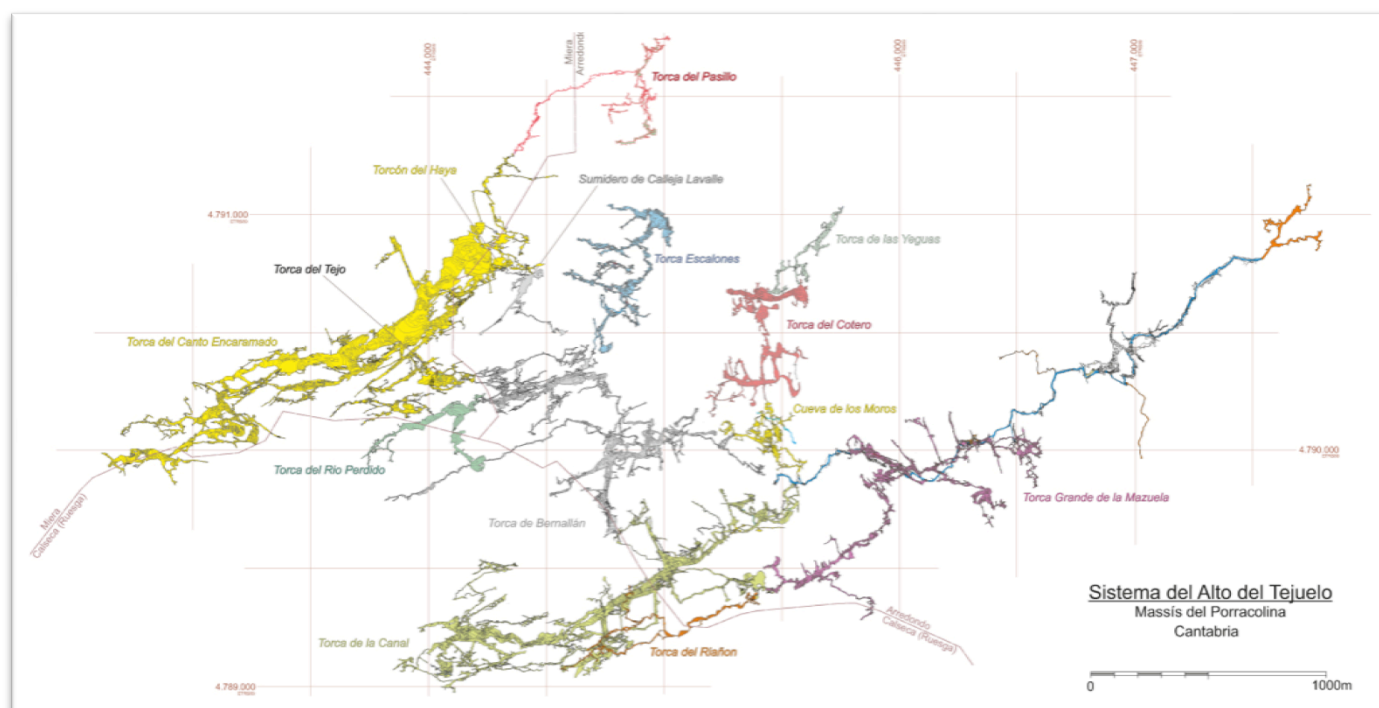 444.000
Miera
Arredondo
446.000
447.000
Torca del Pasillo
Torcón del Haya
Sumidero de Calleja Lavalle
4.791.000
Torca de las Yeguas
Torca Escalones
Torca del Tejo
Torca del Cotero
Torca del Canto Encaramado
Cueva de los Moros
4.790.000
Torca del Rio Perdido
Torca Grande de la Mazuela
Miera
Calseca (Ruesga)
Torca de Bernallán
Sistema del Alto del Tejuelo
Massís del Porracolina
Cantabria
Arredondo
Calseca (Ruesga)
Torca de la Canal
Torca del Riañon
4.789.000
0 1000m